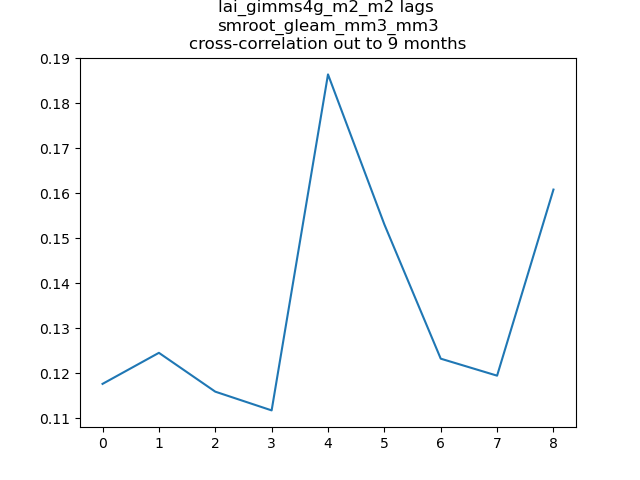 lai_gimms4g_m2_m2 lags
smroot_gleam_mm3_mm3
cross-correlation out to 9 months
0.19
0.18
0.17
0.16
0.15
0.14
0.13
0.12
0.11
0 1 2 3 4 5 6 7 8